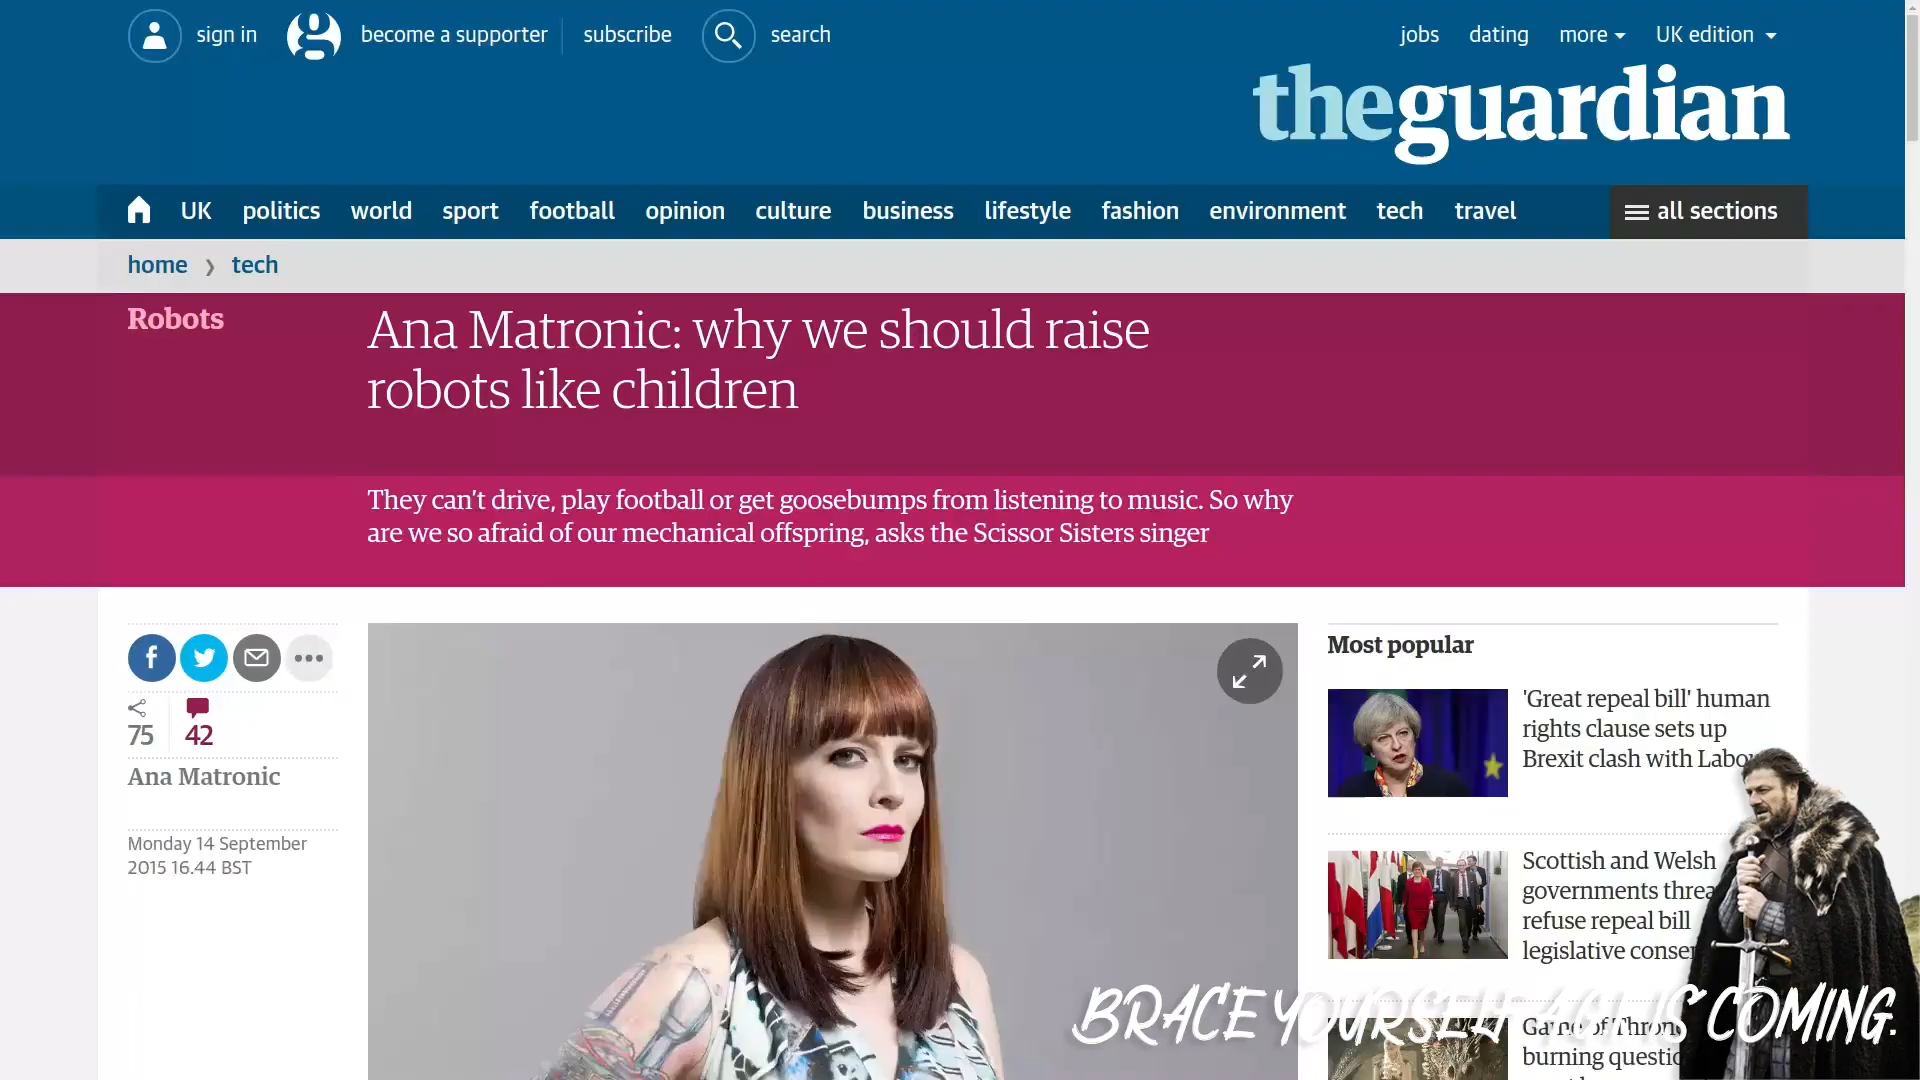 sign in
become a supporter
subscribe
search
jobs
dating
more
UK edition
theguardian
UK politics world sport football opinion culture business lifestyle fashion environment tech travel
all sections
home
tech
Robots
Ana Matronic: why we should raise
robots like children
They can't drive, play football or get goosebumps from listening to music. So why
are we so afraid of our mechanical offspring, asks the Scissor Sisters singer
75
42
Ana Matronic
Monday 14 September
2015 16.44 BST
Most popular
'Great repeal bill' human
rights clause sets up
Brexit clash with Labou
Scottish and Welsh
governments threa
refuse repeal bill
legislative conse
Game of Thron
burning questio
BRACE YOURSELF AGI IS COMING.